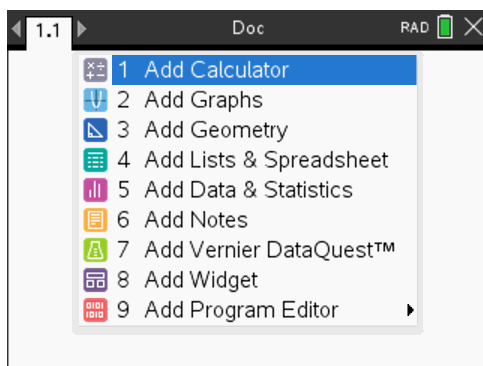 1.1 Doc RAD
1 Add Calculator
2 Add Graphs
3 Add Geometry
4 Add Lists & Spreadsheet
5 Add Data & Statistics
6 Add Notes
7 Add Vernier DataQuest™
8 Add Widget
9 Add Program Editor